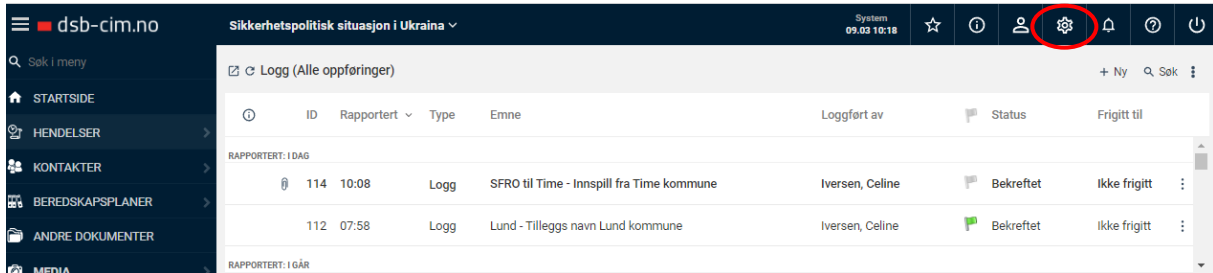 dsb-cim.no
Sikkerhetspolitisk situasjon i Ukraina
System
09.03 10:18
Søk i meny
Logg (Alle oppføringer)
+ Ny Søk
STARTSIDE
HENDELSER
KONTAKTER
BEREDSKAPSPLANER
ANDRE DOKUMENTER
MEDIA
ID Rapportert Type Emne Loggført av Status Frigitt til
RAPPORTERT: I DAG
114 10:08 Logg SFRO til Time - Innspill fra Time kommune Iversen, Celine Bekreftet Ikke frigitt
112 07:58 Logg Lund - Tilleggs navn Lund kommune Iversen, Celine Bekreftet Ikke frigitt
RAPPORTERT: I GÅR